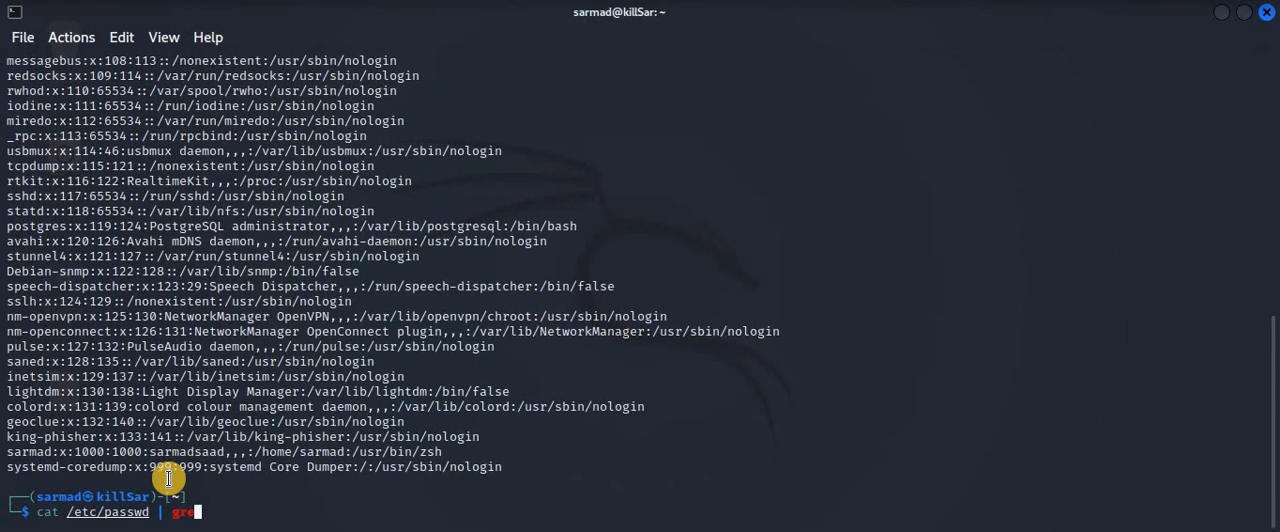 sarmad@killSar: ~
File Actions Edit View Help
messagebus:x:108:113::/nonexistent:/usr/sbin/nologin
redsocks:x:109:114::/var/run/redsocks:/usr/sbin/nologin
rwhod:x:110:65534::/var/spool/rwho:/usr/sbin/nologin
iodine:x:111:65534::/run/iodine:/usr/sbin/nologin
miredo:x:112:65534::/var/run/miredo:/usr/sbin/nologin
_rpc:x:113:65534::/run/rpcbind:/usr/sbin/nologin
usbmux:x:114:46:usbmux daemon,,,:/var/lib/usbmux:/usr/sbin/nologin
tcpdump:x:115:121::/nonexistent:/usr/sbin/nologin
rtkit:x:116:122:RealtimeKit,,,:/proc:/usr/sbin/nologin
sshd:x:117:65534::/run/sshd:/usr/sbin/nologin
statd:x:118:65534::/var/lib/nfs:/usr/sbin/nologin
postgres:x:119:124:PostgreSQL administrator,,,:/var/lib/postgresql:/bin/bash
avahi:x:120:126:Avahi mDNS daemon,,,:/run/avahi-daemon:/usr/sbin/nologin
stunnel4:x:121:127::/var/run/stunnel4:/usr/sbin/nologin
Debian-snmp:x:122:128::/var/lib/snmp:/bin/false
speech-dispatcher:x:123:29:Speech Dispatcher,,,:/run/speech-dispatcher:/bin/false
sslh:x:124:129::/nonexistent:/usr/sbin/nologin
nm-openvpn:x:125:130:NetworkManager OpenVPN,,,:/var/lib/openvpn/chroot:/usr/sbin/nologin
nm-openconnect:x:126:131:NetworkManager OpenConnect plugin,,,:/var/lib/NetworkManager:/usr/sbin/nologin
pulse:x:127:132:PulseAudio daemon,,,:/run/pulse:/usr/sbin/nologin
saned:x:128:135::/var/lib/saned:/usr/sbin/nologin
inetsim:x:129:137::/var/lib/inetsim:/usr/sbin/nologin
lightdm:x:130:138:Light Display Manager:/var/lib/lightdm:/bin/false
colord:x:131:139:colord colour management daemon,,,:/var/lib/colord:/usr/sbin/nologin
geoclue:x:132:140::/var/lib/geoclue:/usr/sbin/nologin
king-phisher:x:133:141::/var/lib/king-phisher:/usr/sbin/nologin
sarmad:x:1000:1000:sarmadsaad,,,:/home/sarmad:/usr/bin/zsh
systemd-coredump:x:999:999:systemd Core Dumper:/:/usr/sbin/nologin
┌──(sarmad㉿killSar)-[~]
└─$ cat /etc/passwd | gre